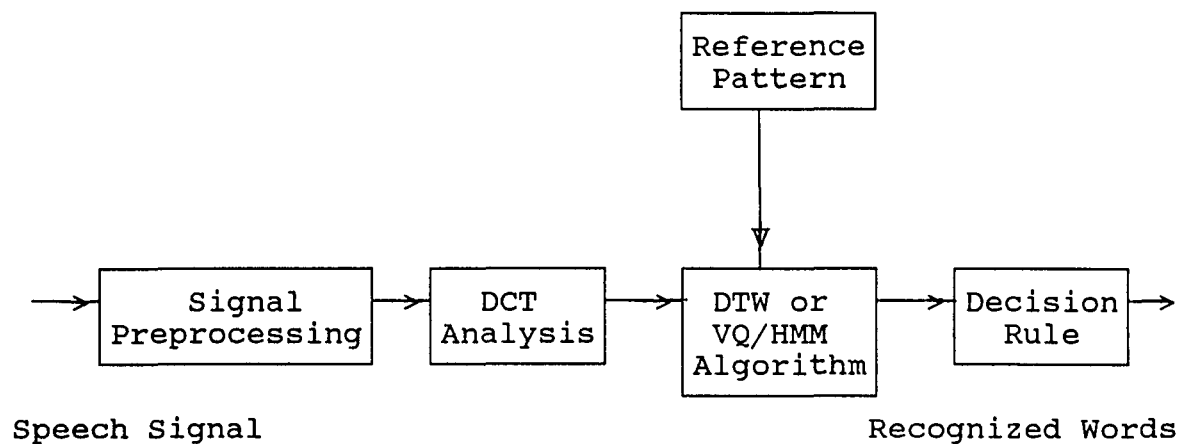 Reference
Pattern
Signal
Preprocessing
DCT
Analysis
DTW or
VQ/HMM
Algorithm
Decision
Rule
Speech Signal
Recognized Words